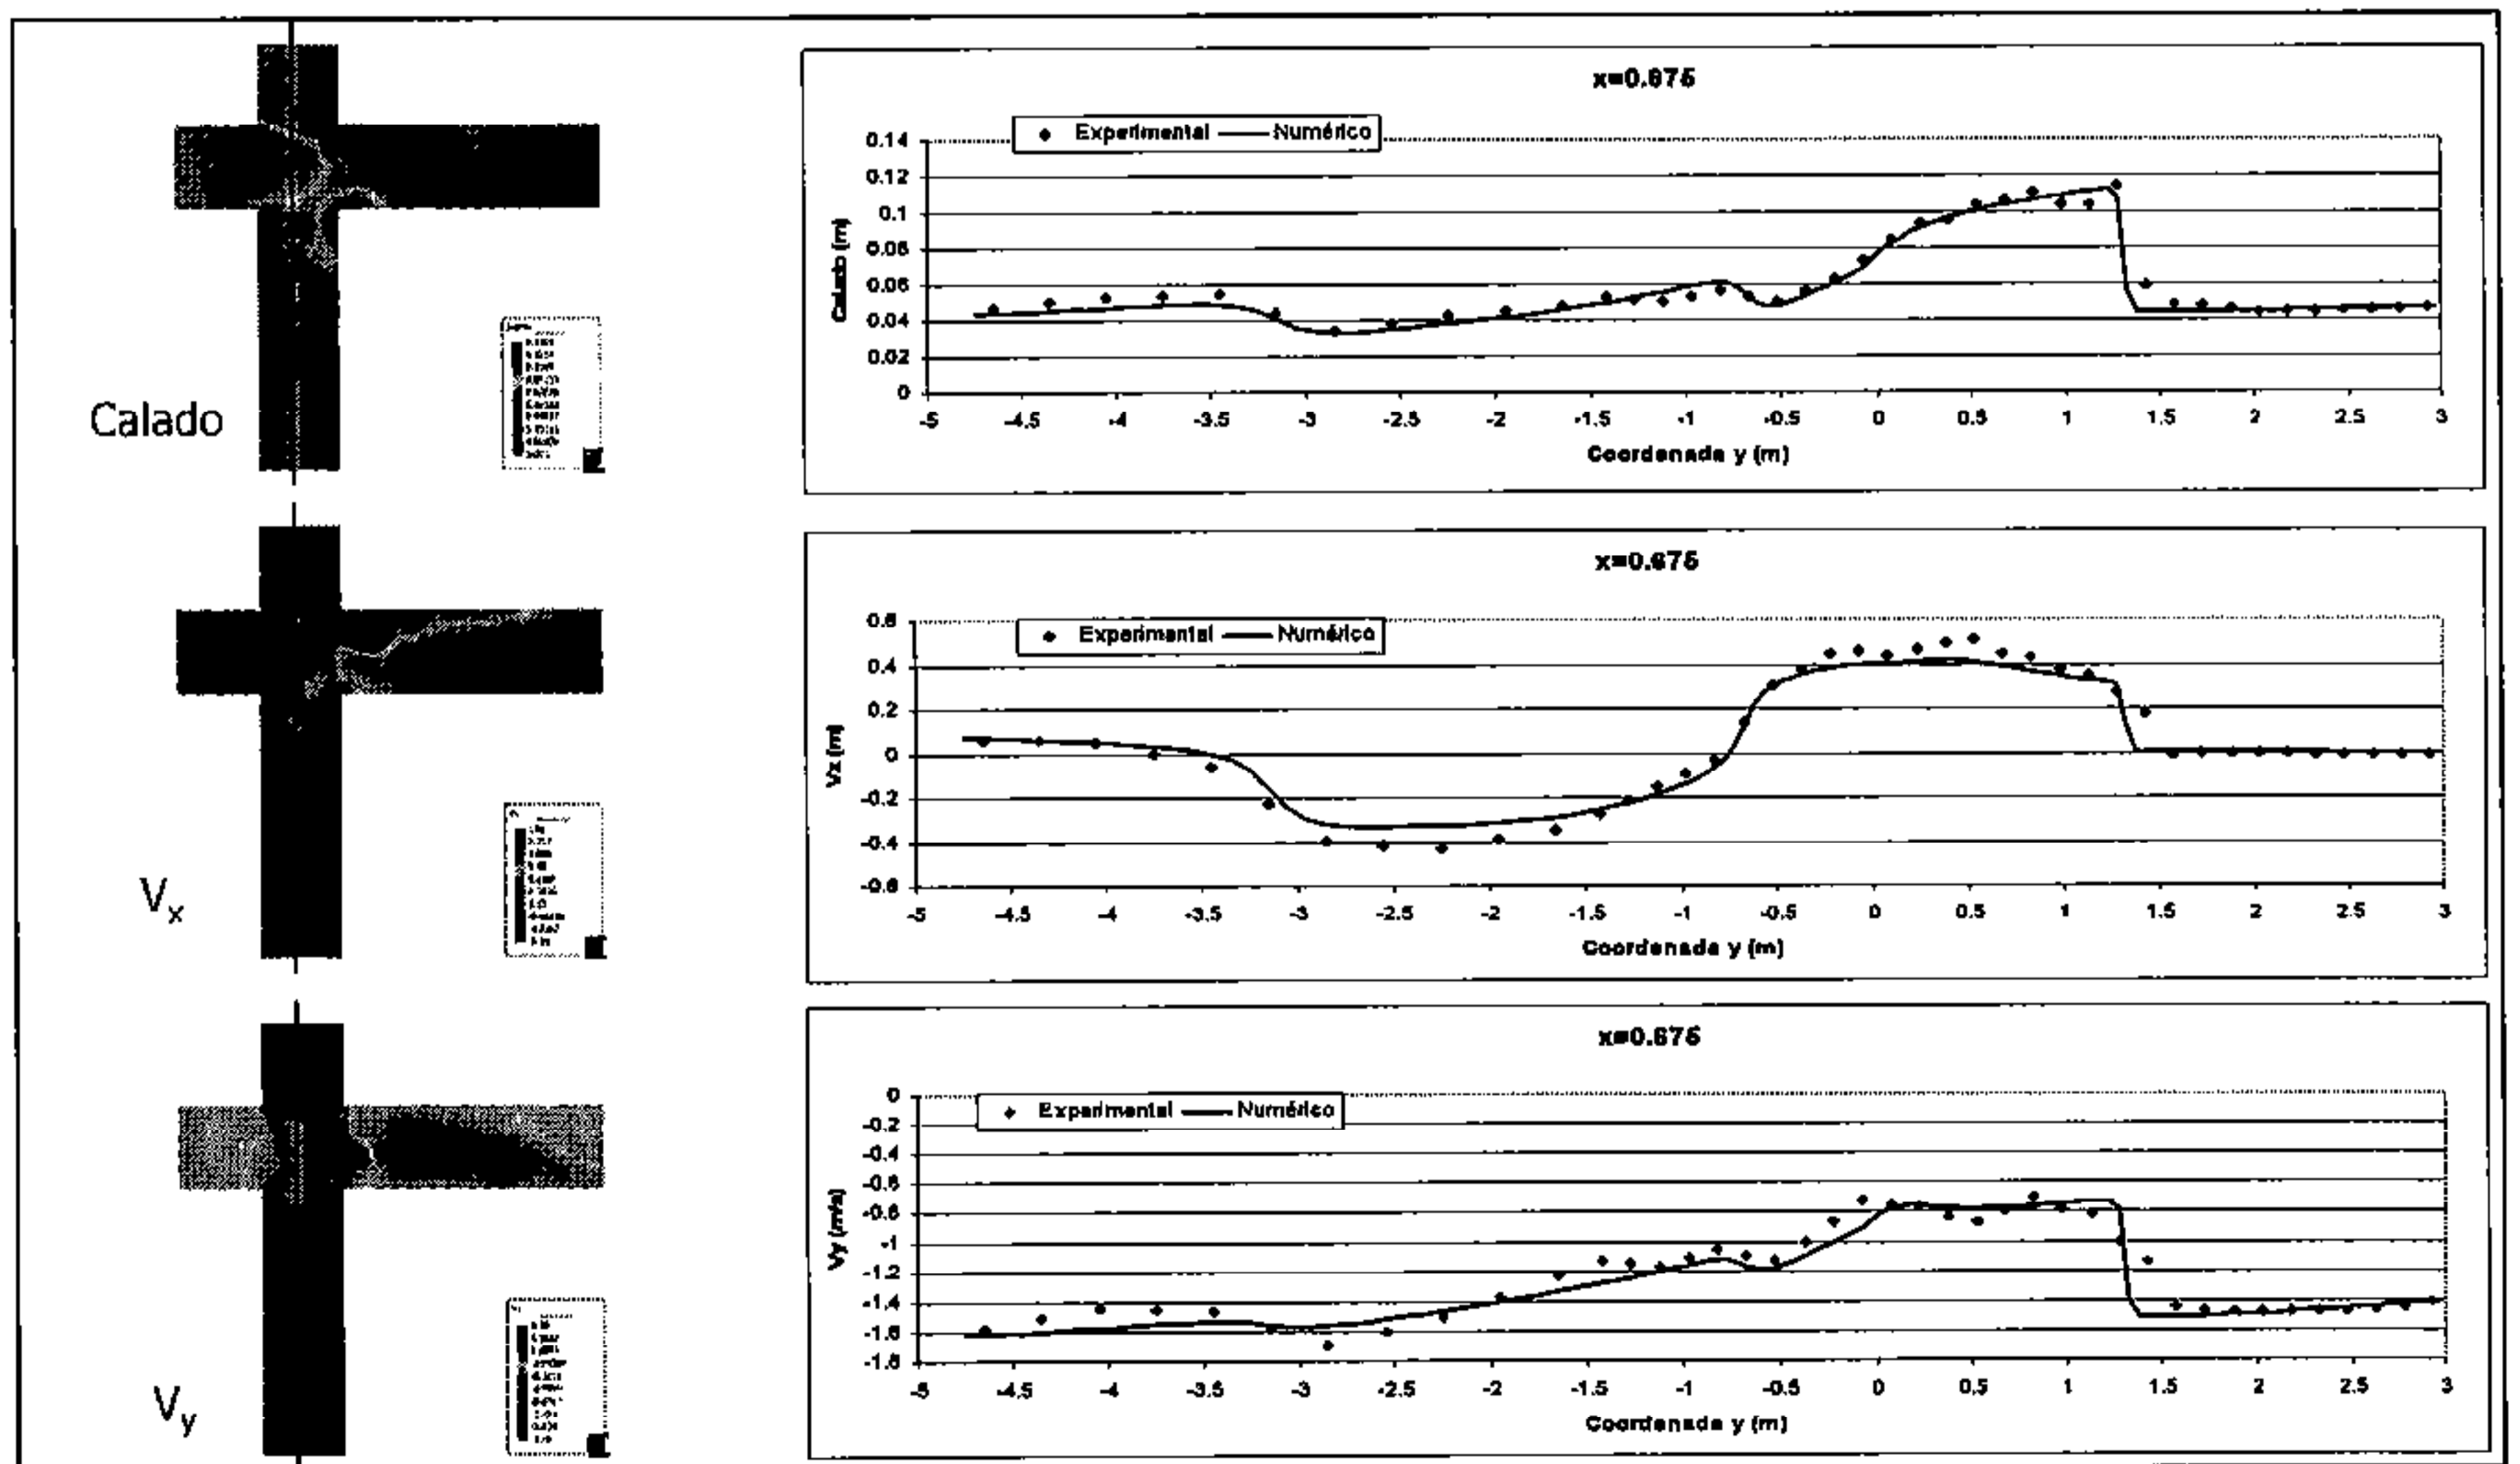 Calado
x=0.675
Experimental Numérico
0.14
0.12
0.1
0.08
0.06
0.04
0.02
0
Calado (m)
-5 -4.5 -4 -3.5 -3 -2.5 -2 -1.5 -1 -0.5 0 0.5 1 1.5 2 2.5 3
Coordenada y (m)
Vx
x=0.675
Experimental Numérico
0.6
0.4
0.2
0
-0.2
-0.4
-0.6
Vx (m)
-5 -4.5 -4 -3.5 -3 -2.5 -2 -1.5 -1 -0.5 0 0.5 1 1.5 2 2.5 3
Coordenada y (m)
Vy
x=0.675
Experimental Numérico
0
-0.2
-0.4
-0.6
-0.8
-1
-1.2
-1.4
-1.6
-1.8
Vy (m/s)
-5 -4.5 -4 -3.5 -3 -2.5 -2 -1.5 -1 -0.5 0 0.5 1 1.5 2 2.5 3
Coordenada y (m)